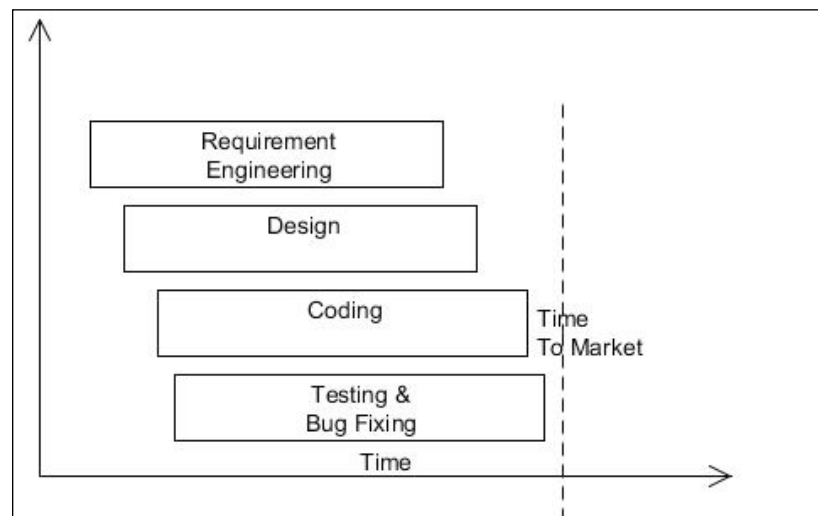 Requirement
Engineering
Design
Coding
Time
To Market
Testing &
Bug Fixing
Time